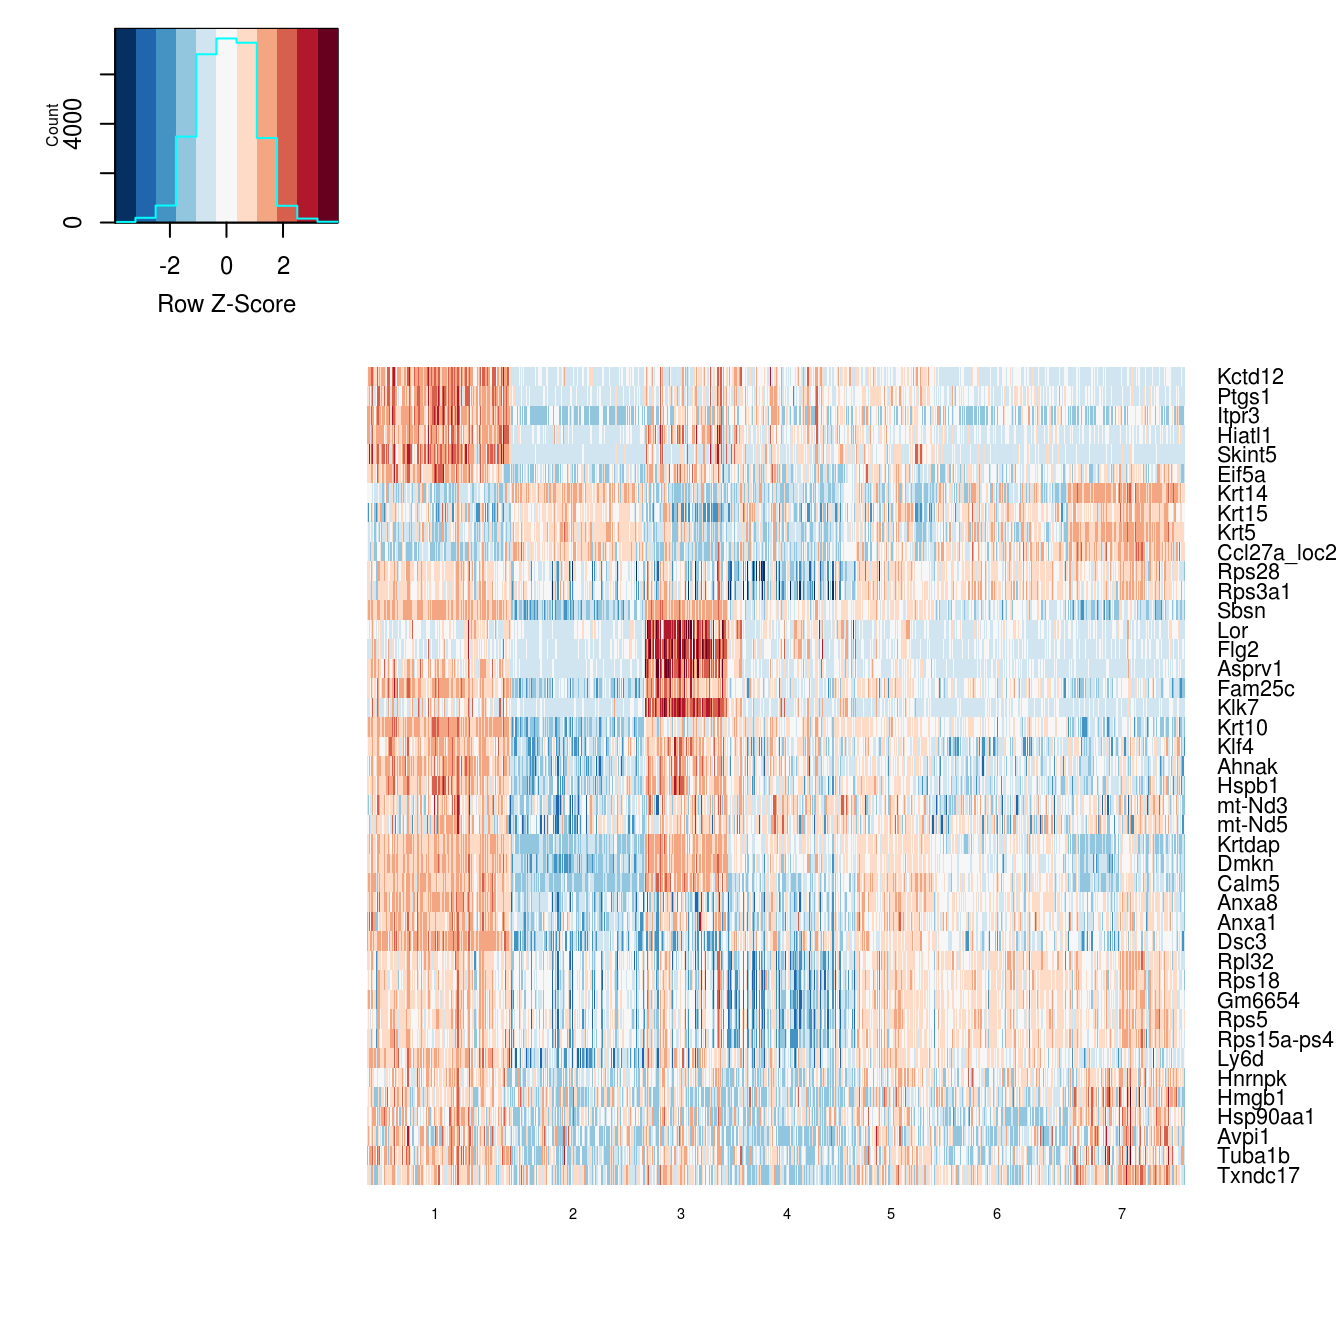 Count
4000
0
-2 0 2
Row Z-Score
Kctd12
Ptgs1
Itpr3
Hiatl1
Skint5
Eif5a
Krt14
Krt15
Krt5
Ccl27a_loc2
Rps28
Rps3a1
Sbsn
Lor
Flg2
Asprv1
Fam25c
Klk7
Krt10
Klf4
Ahnak
Hspb1
mt-Nd3
mt-Nd5
Krtdap
Dmkn
Calm5
Anxa8
Anxa1
Dsc3
Rpl32
Rps18
Gm6654
Rps5
Rps15a-ps4
Ly6d
Hnrnpk
Hmgb1
Hsp90aa1
Avpi1
Tuba1b
Txndc17
1 2 3 4 5 6 7